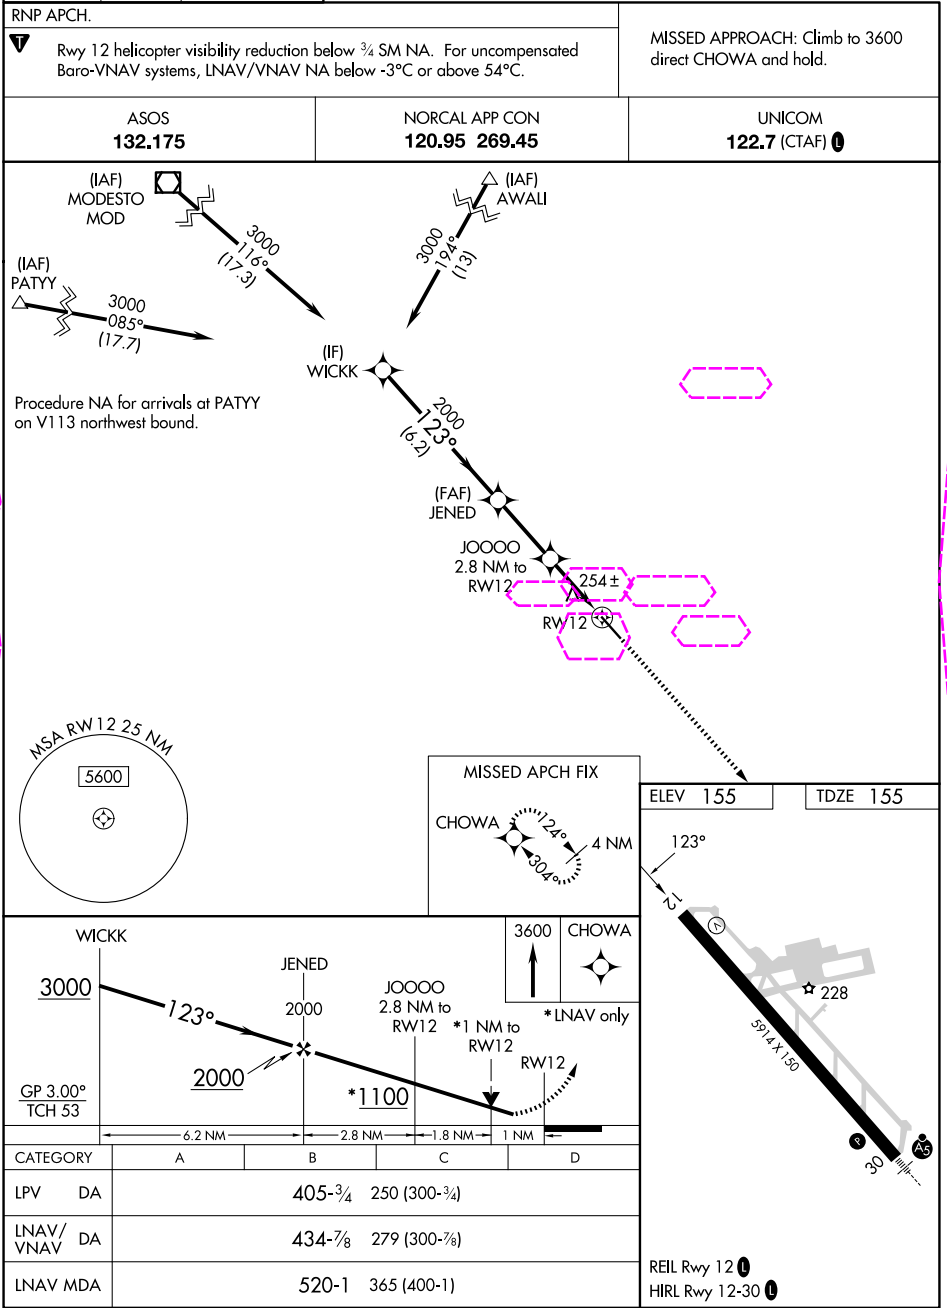 RNP APCH.
T
Rwy 12 helicopter visibility reduction below ¾ SM NA. For uncompensated
Baro-VNAV systems, LNAV/VNAV NA below -3°C or above 54°C.
MISSED APPROACH: Climb to 3600
direct CHOWA and hold.
ASOS
132.175
NORCAL APP CON
120.95 269.45
UNICOM
122.7 (CTAF) L
(IAF)
MODESTO
MOD
3000
116°
(17.3)
(IAF)
AWALI
3000
194°
(13)
(IAF)
PATYY
3000
085°
(17.7)
(IF)
WICKK
Procedure NA for arrivals at PATYY
on V113 northwest bound.
2000
123°
(6.2)
(FAF)
JENED
JOOOO
2.8 NM to
RW12
254 ±
RW12
MSA RW12 25 NM
5600
MISSED APCH FIX
CHOWA
124°
304°
4 NM
ELEV 155
TDZE 155
123°
12
V
228
5914 X 150
P
30
A5
REIL Rwy 12 L
HIRL Rwy 12-30 L
WICKK
3000
123°
JENED
2000
2000
JOOOO
2.8 NM to
RW12
*1100
*1 NM to
RW12
RW12
3600
CHOWA
*LNAV only
GP 3.00°
TCH 53
6.2 NM
2.8 NM
1.8 NM
1 NM
CATEGORY A B C D
LPV DA 405-¾ 250 (300-¾)
LNAV/
VNAV DA 434-⅞ 279 (300-⅞)
LNAV MDA 520-1 365 (400-1)